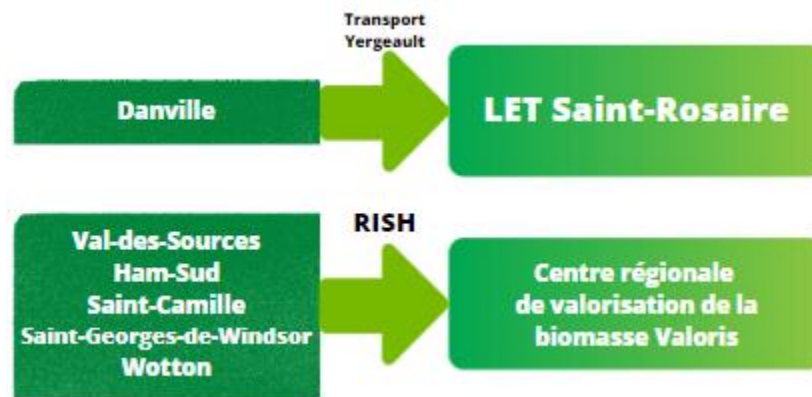 Transport
Yergeault
Danville
LET Saint-Rosaire
RISH
Val-des-Sources
Ham-Sud
Saint-Camille
Saint-Georges-de-Windsor
Wotton
Centre régionale
de valorisation de la
biomasse Valoris